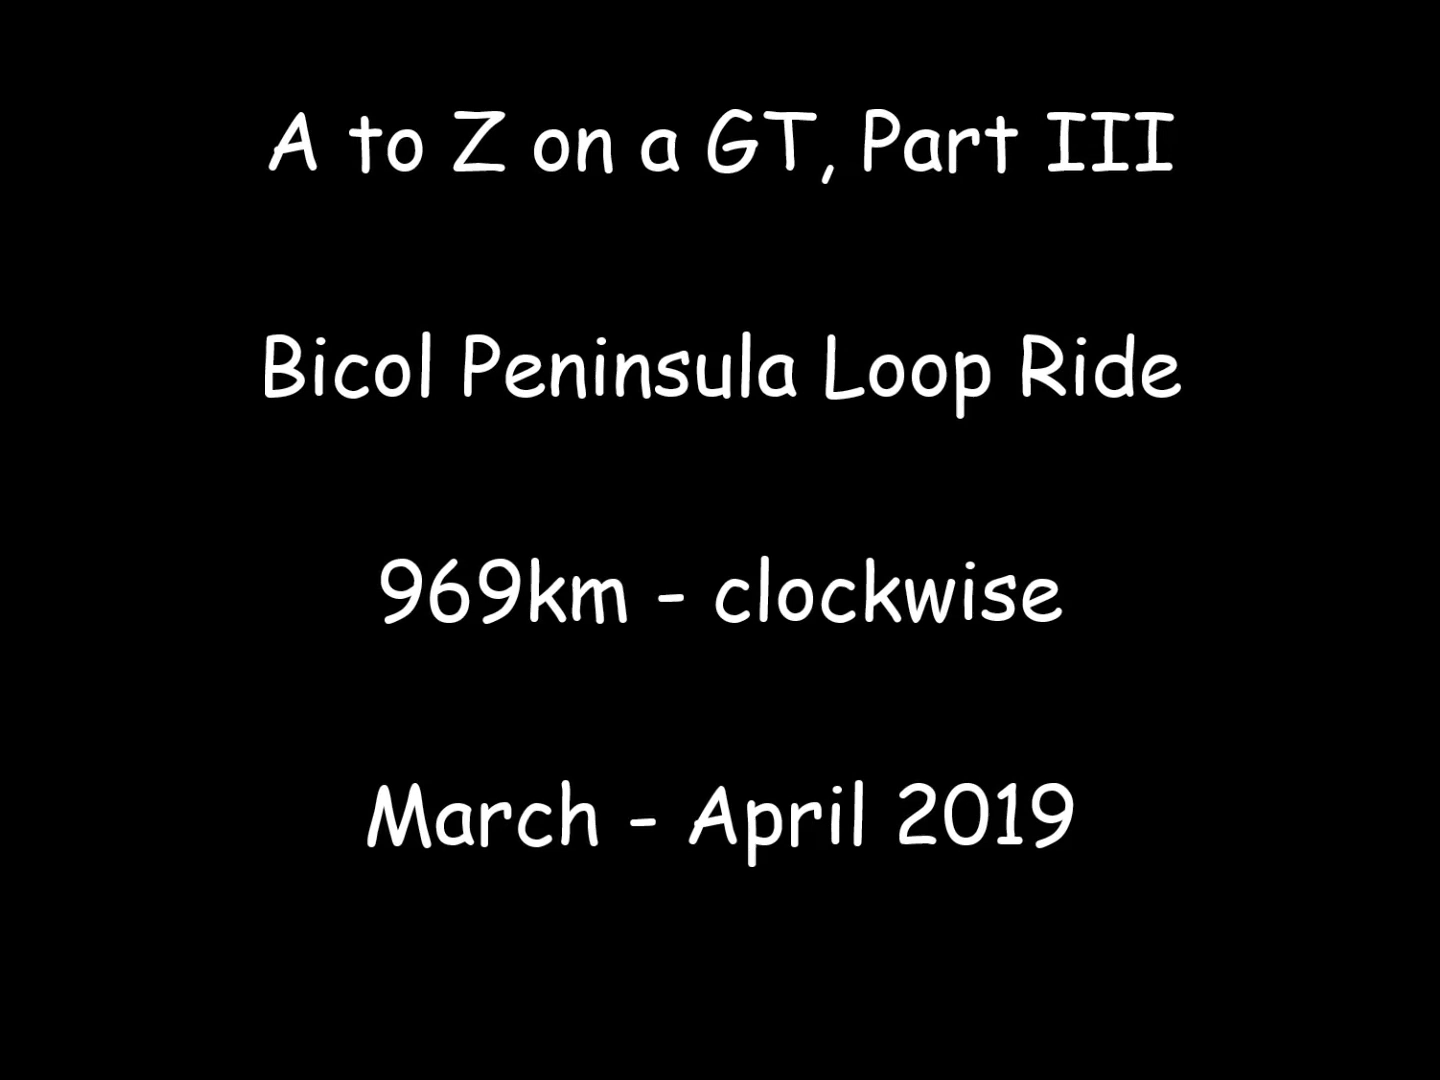 A to Z on a GT, Part III
Bicol Peninsula Loop Ride
969km - clockwise
March - April 2019